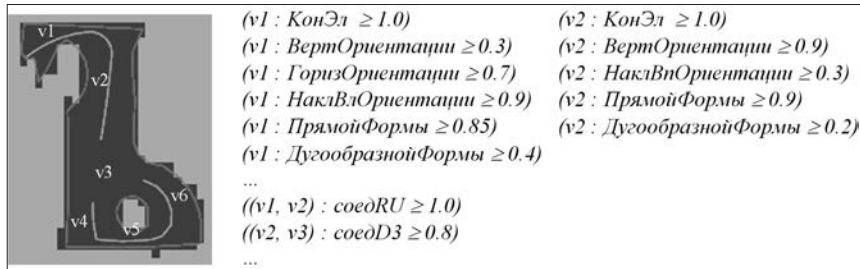 v1
v2
v3
v4
v5
v6
(v1 : КонЭл ≥ 1.0)
(v1 : ВертОриентации ≥ 0.3)
(v1 : ГоризОриентации ≥ 0.7)
(v1 : НаклВлОриентации ≥ 0.9)
(v1 : ПрямойФормы ≥ 0.85)
(v1 : ДугообразнойФормы ≥ 0.4)
...
((v1, v2) : соедRU ≥ 1.0)
((v2, v3) : соедD3 ≥ 0.8)
...
(v2 : КонЭл ≥ 1.0)
(v2 : ВертОриентации ≥ 0.9)
(v2 : НаклВпОриентации ≥ 0.3)
(v2 : ПрямойФормы ≥ 0.9)
(v2 : ДугообразнойФормы ≥ 0.2)